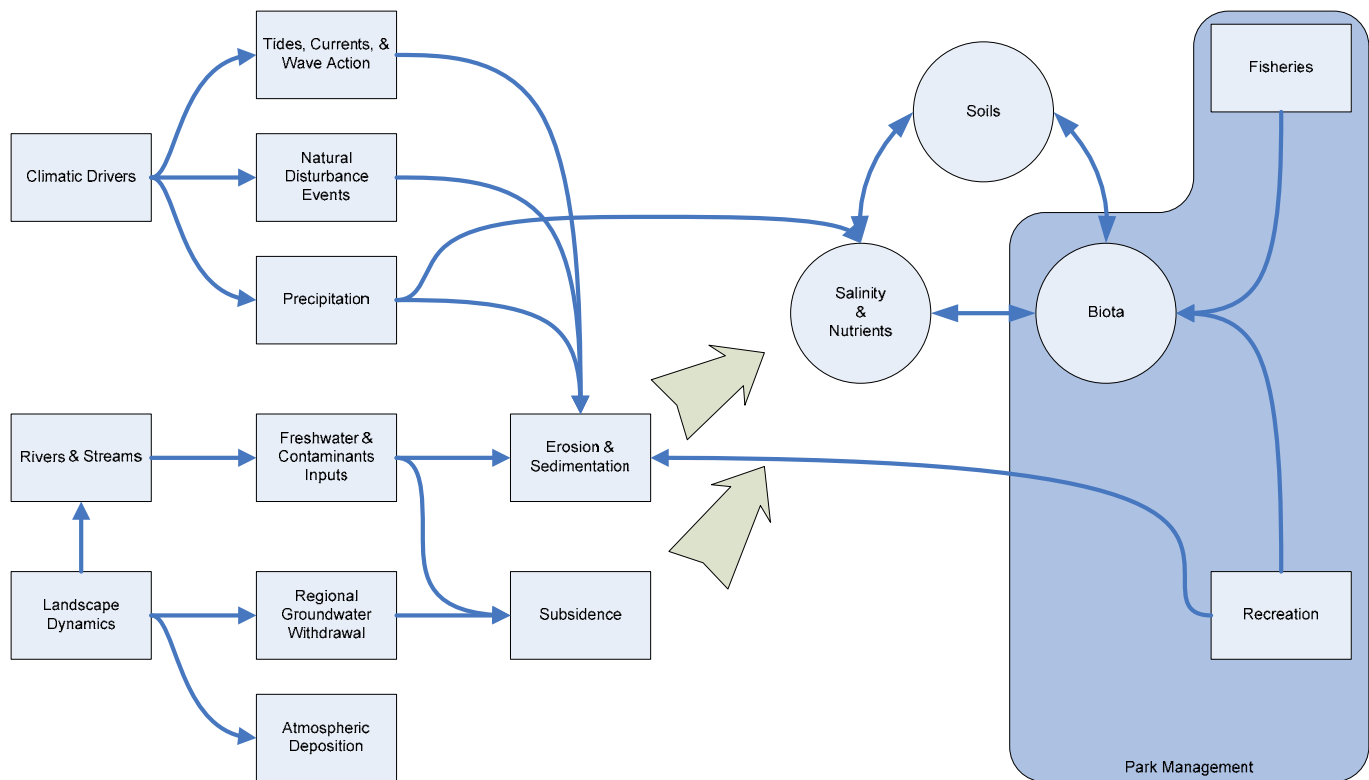 Tides, Currents, &
Wave Action
Fisheries
Soils
Climatic Drivers
Natural
Disturbance
Events
Precipitation
Salinity
&
Nutrients
Biota
Rivers & Streams
Freshwater &
Contaminants
Inputs
Erosion &
Sedimentation
Landscape
Dynamics
Regional
Groundwater
Withdrawal
Subsidence
Recreation
Atmospheric
Deposition
Park Management